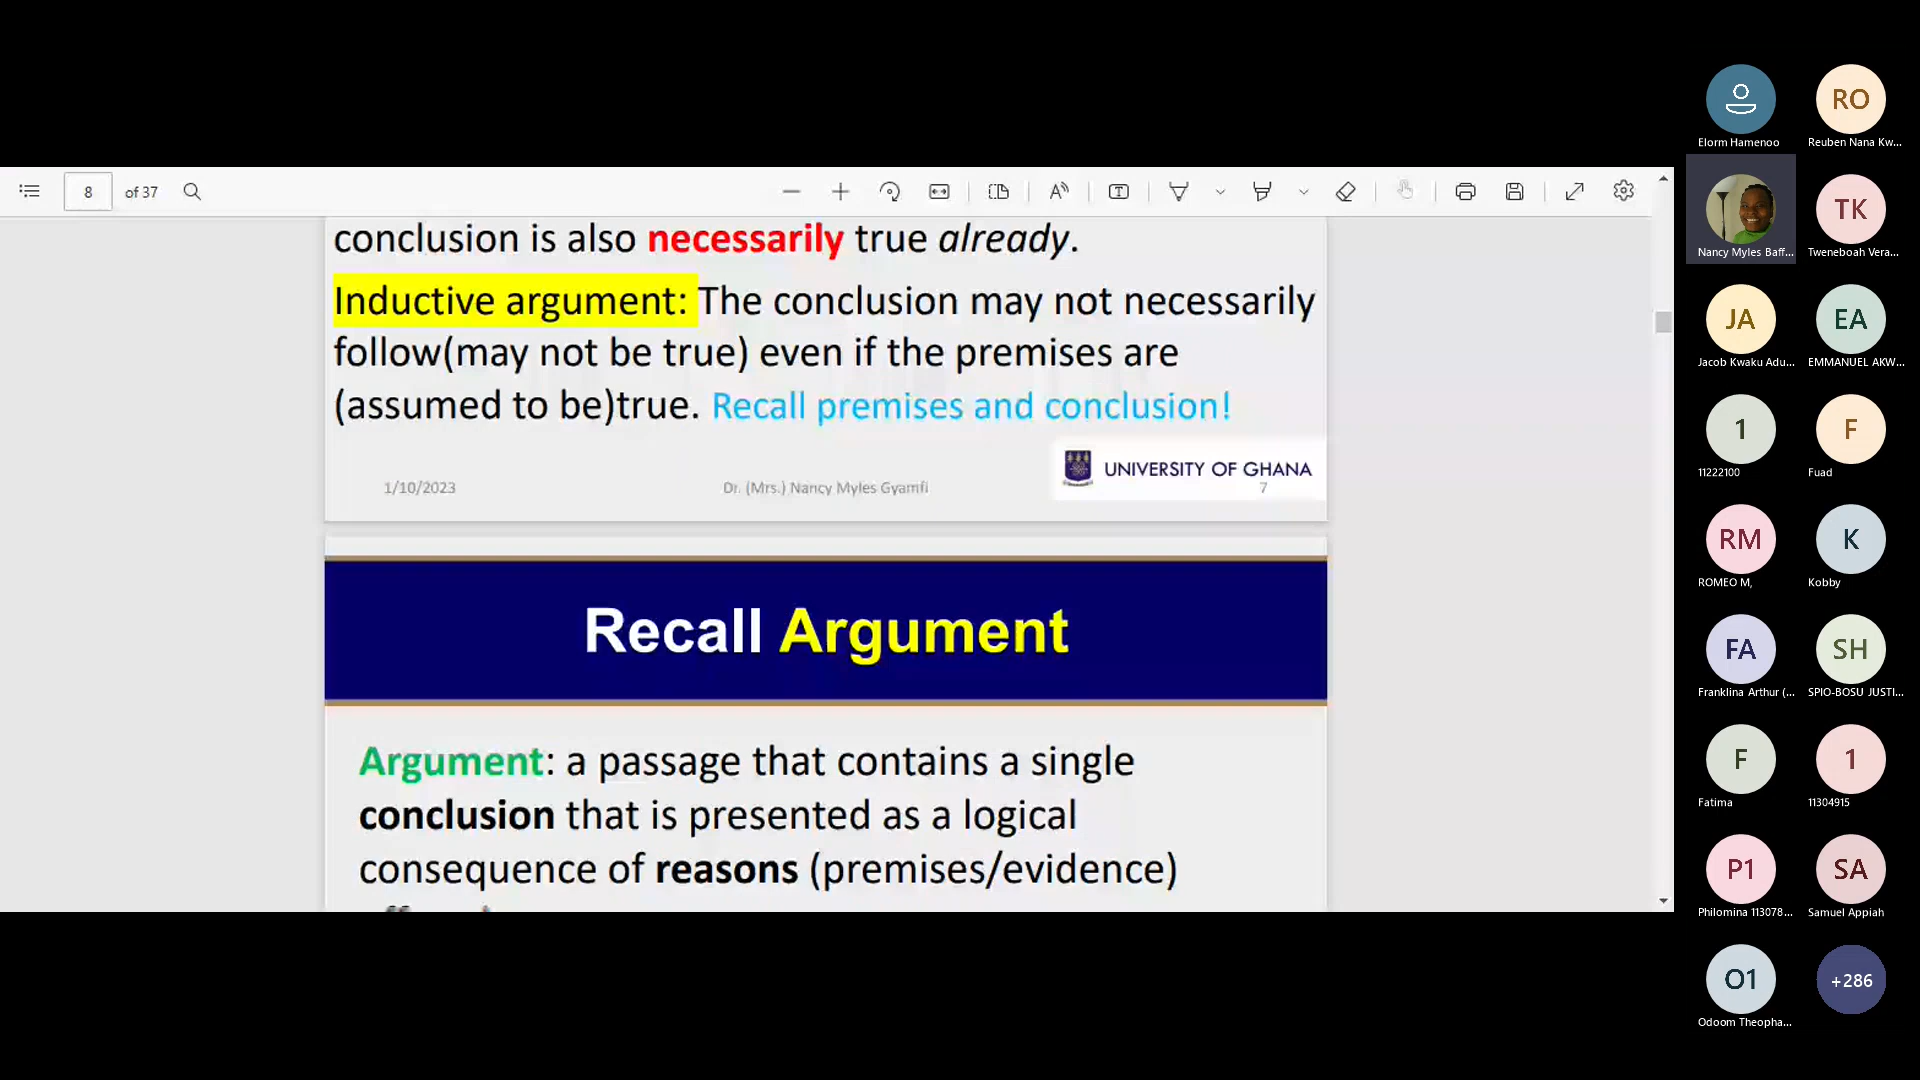 8 of 37
conclusion is also necessarily true already.
Inductive argument: The conclusion may not necessarily
follow(may not be true) even if the premises are
(assumed to be)true. Recall premises and conclusion!
UNIVERSITY OF GHANA
1/10/2023 Dr. (Mrs.) Nancy Myles Gyamfi 7
Recall Argument
Argument: a passage that contains a single
conclusion that is presented as a logical
consequence of reasons (premises/evidence)
RO
Elorm Hamenoo Reuben Nana Kw...
TK
Nancy Myles Baff... Tweneboah Vera...
JA EA
Jacob Kwaku Adu... EMMANUEL AKW...
1 F
11222100 Fuad
RM K
ROMEO M, Kobby
FA SH
Franklina Arthur (... SPIO-BOSU JUSTI...
F 1
Fatima 11304915
P1 SA
Philomina 113078... Samuel Appiah
O1 +286
Odoom Theopha...